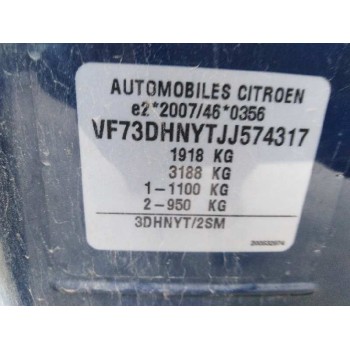 AUTOMOBILES CITROEN
e2*2007/46*0356
VF73DHNYTJJ574317
1918 KG
3188 KG
1-1100 KG
2-950 KG
3DHNYT/2SM